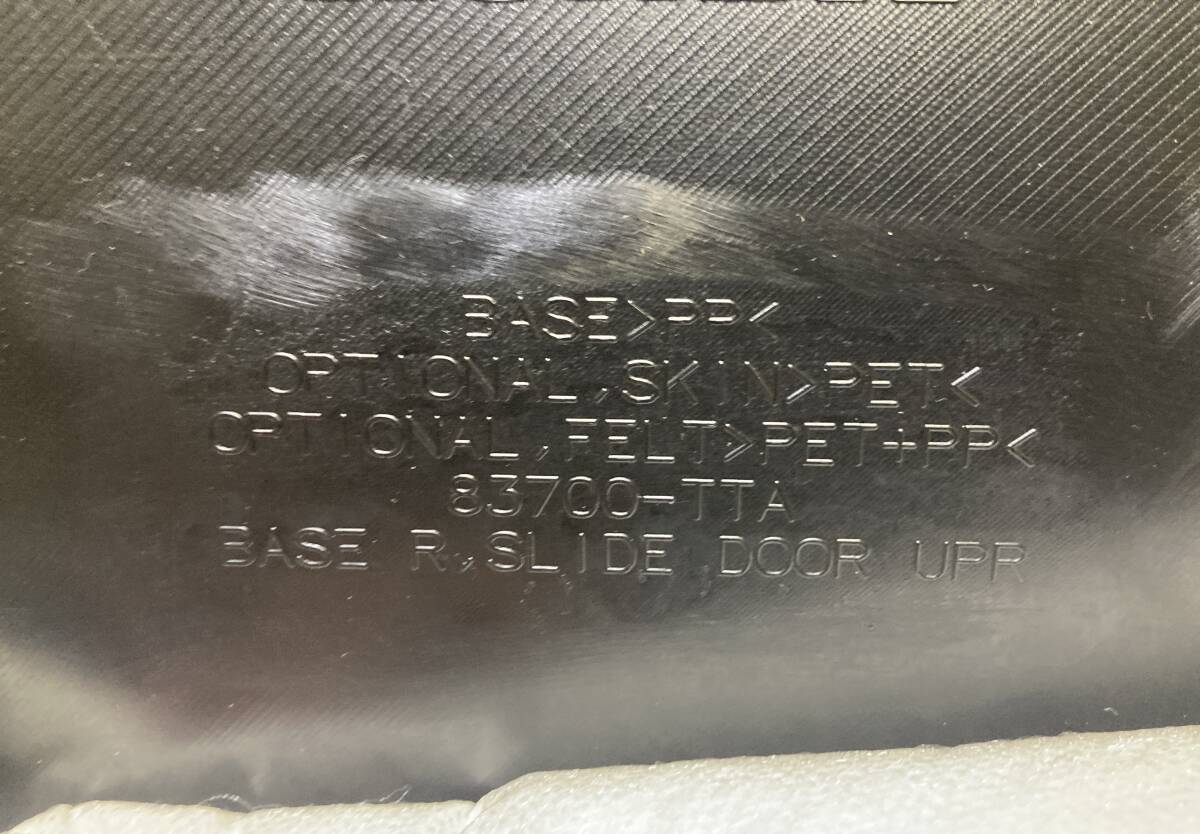 BASE>PP<
OPTIONAL,SKIN>PET<
OPTIONAL,FELT>PET+PP<
83700-TTA
BASE R,SLIDE DOOR UPR